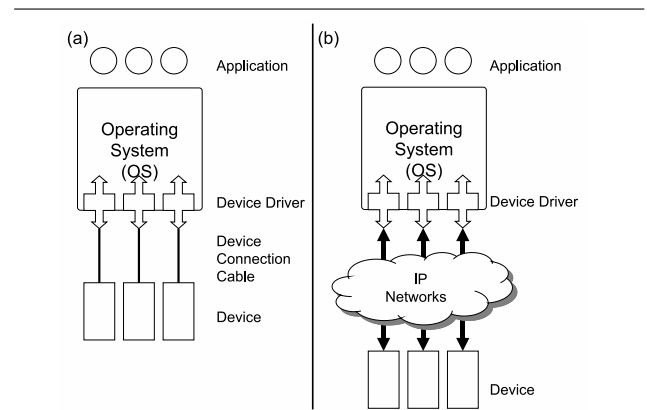 (a)
Application
Operating
System
(OS)
Device Driver
Device
Connection
Cable
Device
(b)
Application
Operating
System
(OS)
Device Driver
IP
Networks
Device